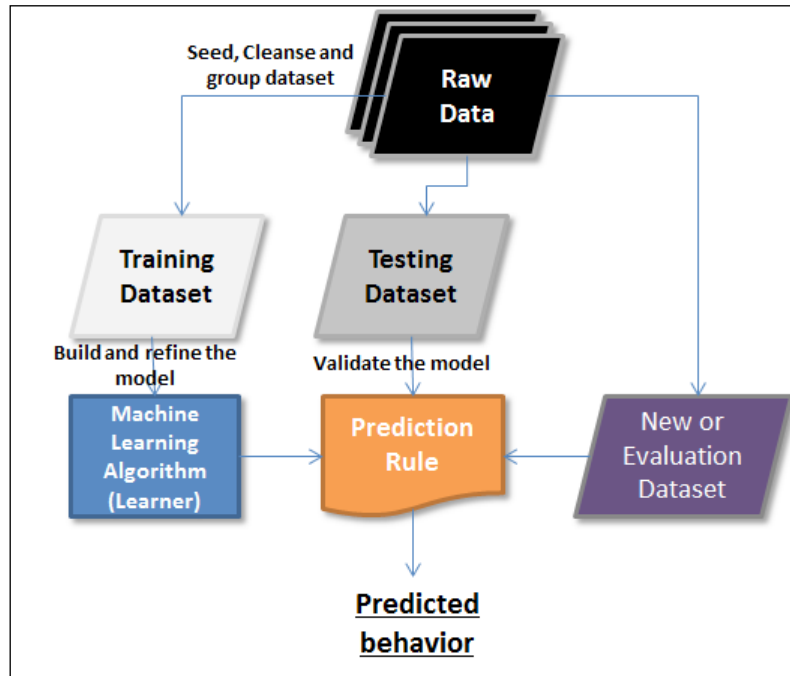 Seed, Cleanse and
group dataset
Raw
Data
Training
Dataset
Testing
Dataset
Build and refine the
model
Validate the model
Machine
Learning
Algorithm
(Learner)
Prediction
Rule
New or
Evaluation
Dataset
Predicted
behavior